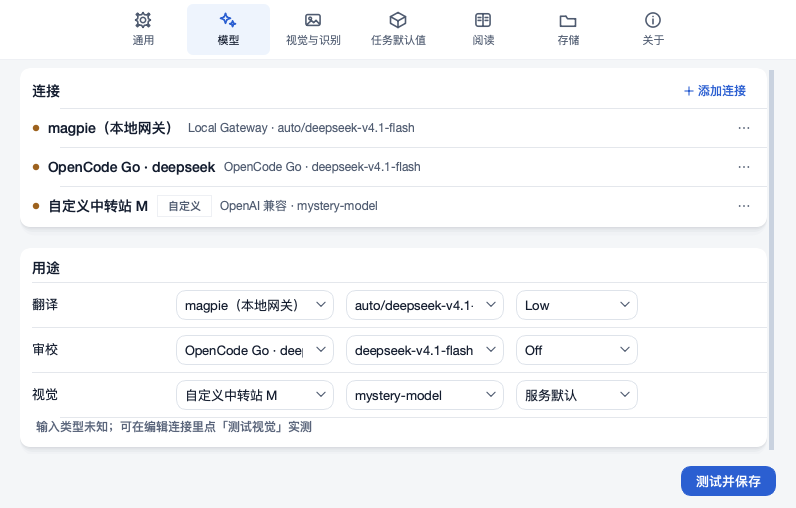 通用 模型 视觉与识别 任务默认值 阅读 存储 关于
连接 + 添加连接
magpie（本地网关） Local Gateway · auto/deepseek-v4.1-flash ···
OpenCode Go · deepseek OpenCode Go · deepseek-v4.1-flash ···
自定义中转站 M 自定义 OpenAI 兼容 · mystery-model ···
用途
翻译 magpie（本地网关） auto/deepseek-v4.1- Low
审校 OpenCode Go · deep deepseek-v4.1-flash Off
视觉 自定义中转站 M mystery-model 服务默认
输入类型未知；可在编辑连接里点「测试视觉」实测
测试并保存